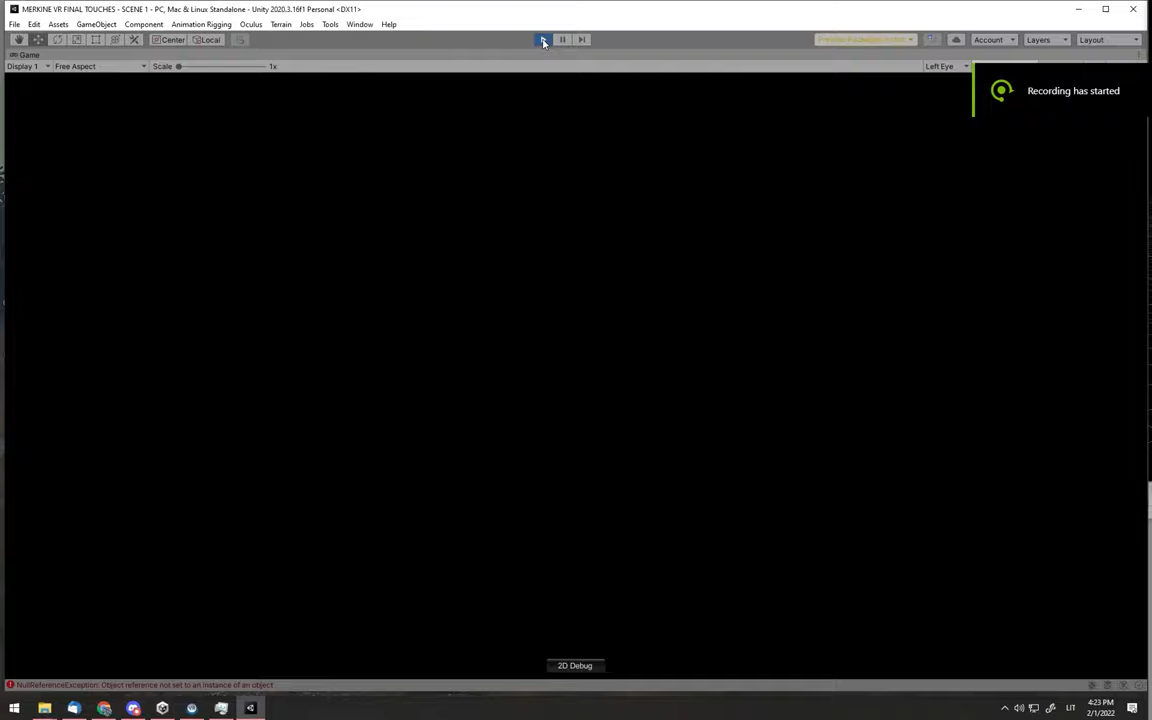 MERKINE VR FINAL TOUCHES - SCENE 1 - PC, Mac & Linux Standalone - Unity 2020.3.16f1 Personal <DX11>
File Edit Assets GameObject Component Animation Rigging Oculus Terrain Jobs Tools Window Help
Center Local Account Layers Layout
Game
Display 1 Free Aspect Scale 1x Left Eye
Recording has started
2D Debug
NullReferenceException: Object reference not set to an instance of an object
LIT 4:23 PM
2/1/2022